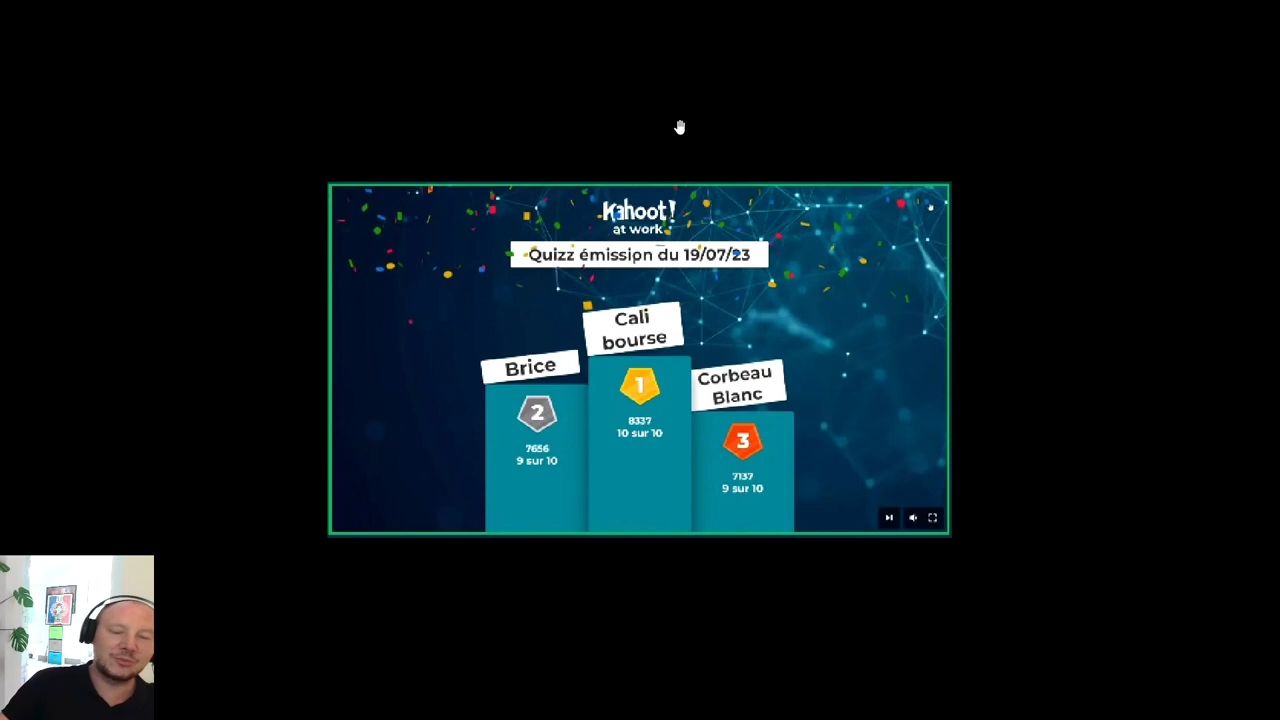 Kahoot!
at work
Quizz émission du 19/07/23
Cali
bourse
Brice
Corbeau
Blanc
1
8337
10 sur 10
2
7656
9 sur 10
3
7137
9 sur 10